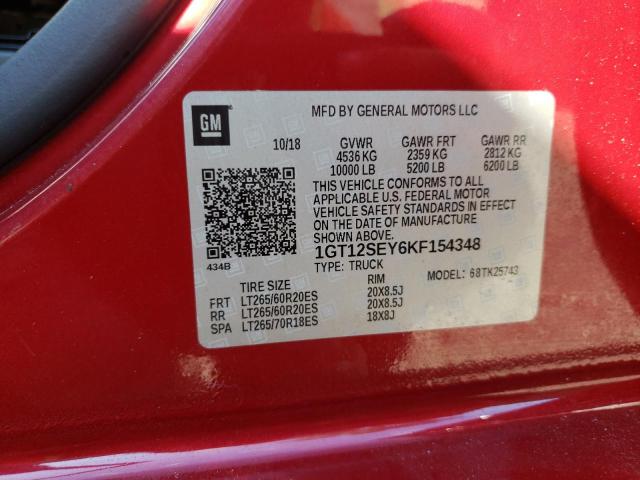 GM
MFD BY GENERAL MOTORS LLC
10/18 GVWR GAWR FRT GAWR RR
4536 KG 2359 KG 2812 KG
10000 LB 5200 LB 6200 LB
THIS VEHICLE CONFORMS TO ALL
APPLICABLE U.S. FEDERAL MOTOR
VEHICLE SAFETY STANDARDS IN EFFECT
ON THE DATE OF MANUFACTURE
SHOWN ABOVE.
434B 1GT12SEY6KF154348
TYPE: TRUCK MODEL: 68TK25743
TIRE SIZE RIM
FRT LT265/60R20ES 20X8.5J
RR LT265/60R20ES 20X8.5J
SPA LT265/70R18ES 18X8J